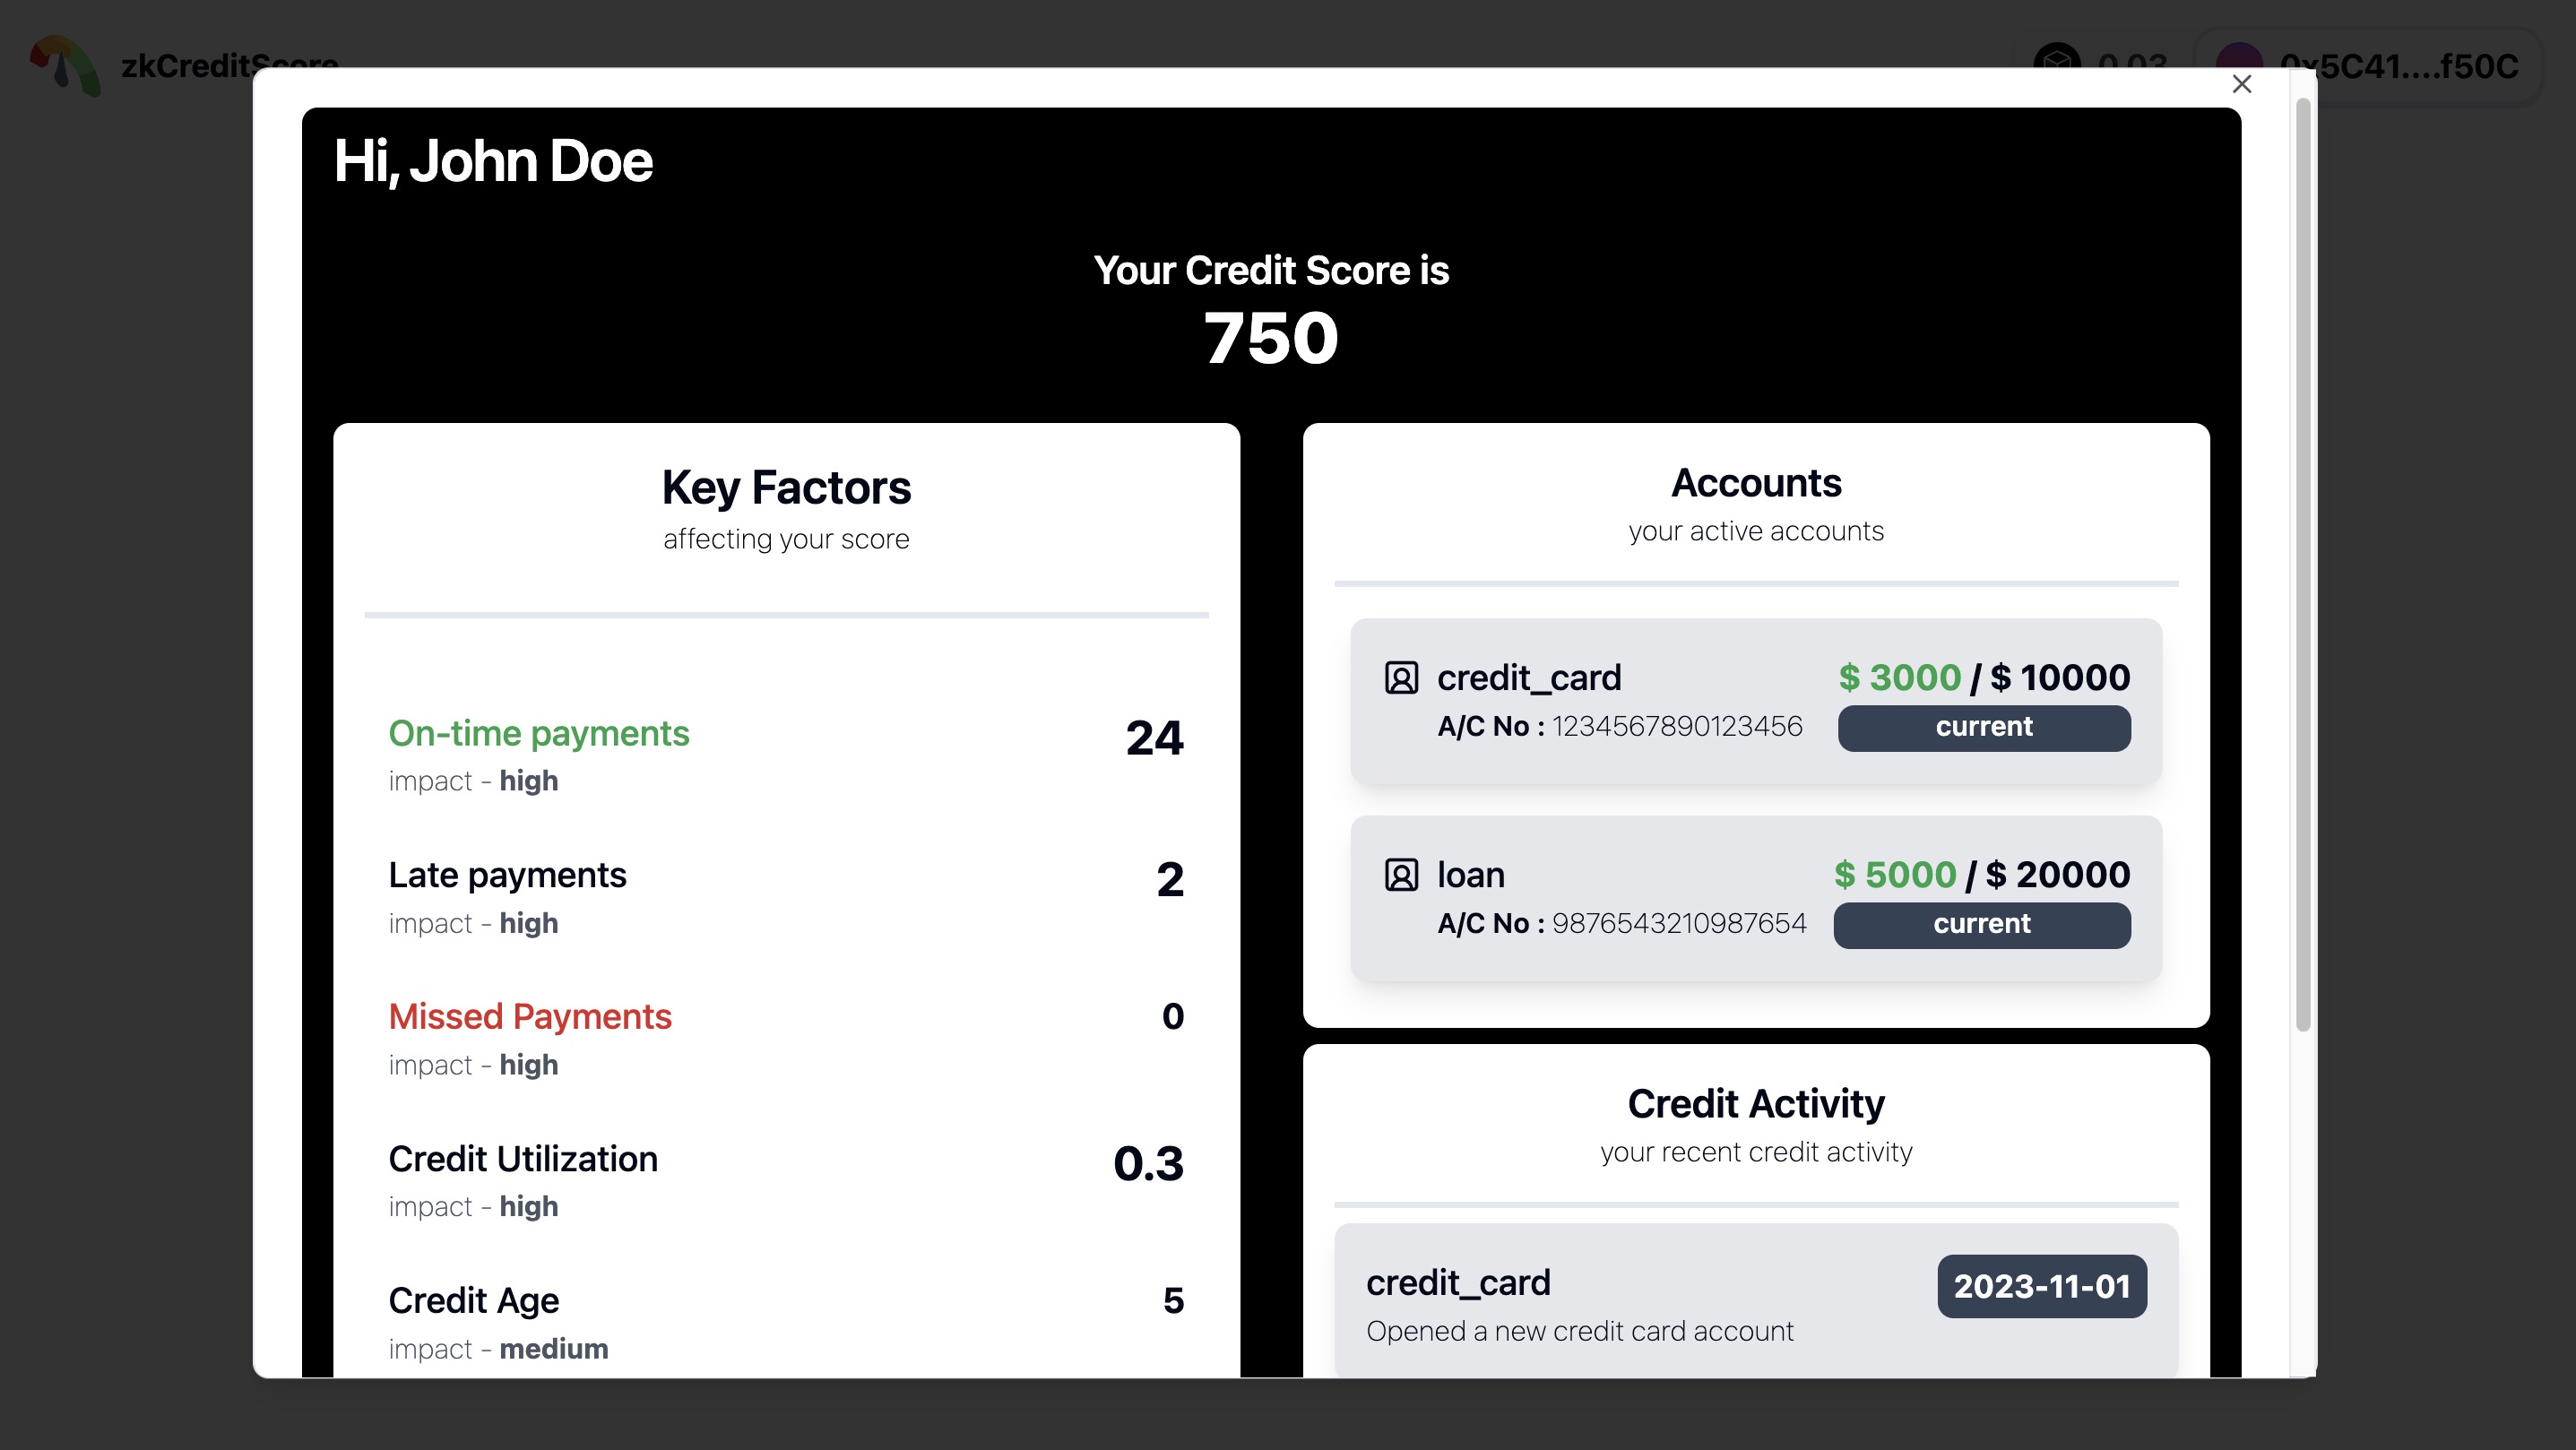 zkCreditScore
0.03
0x5C41....f50C
Hi, John Doe
Your Credit Score is
750
Key Factors
affecting your score
On-time payments
24
impact - high
Late payments
2
impact - high
Missed Payments
0
impact - high
Credit Utilization
0.3
impact - high
Credit Age
5
impact - medium
Accounts
your active accounts
credit_card
$ 3000 / $ 10000
A/C No : 1234567890123456
current
loan
$ 5000 / $ 20000
A/C No : 9876543210987654
current
Credit Activity
your recent credit activity
credit_card
2023-11-01
Opened a new credit card account